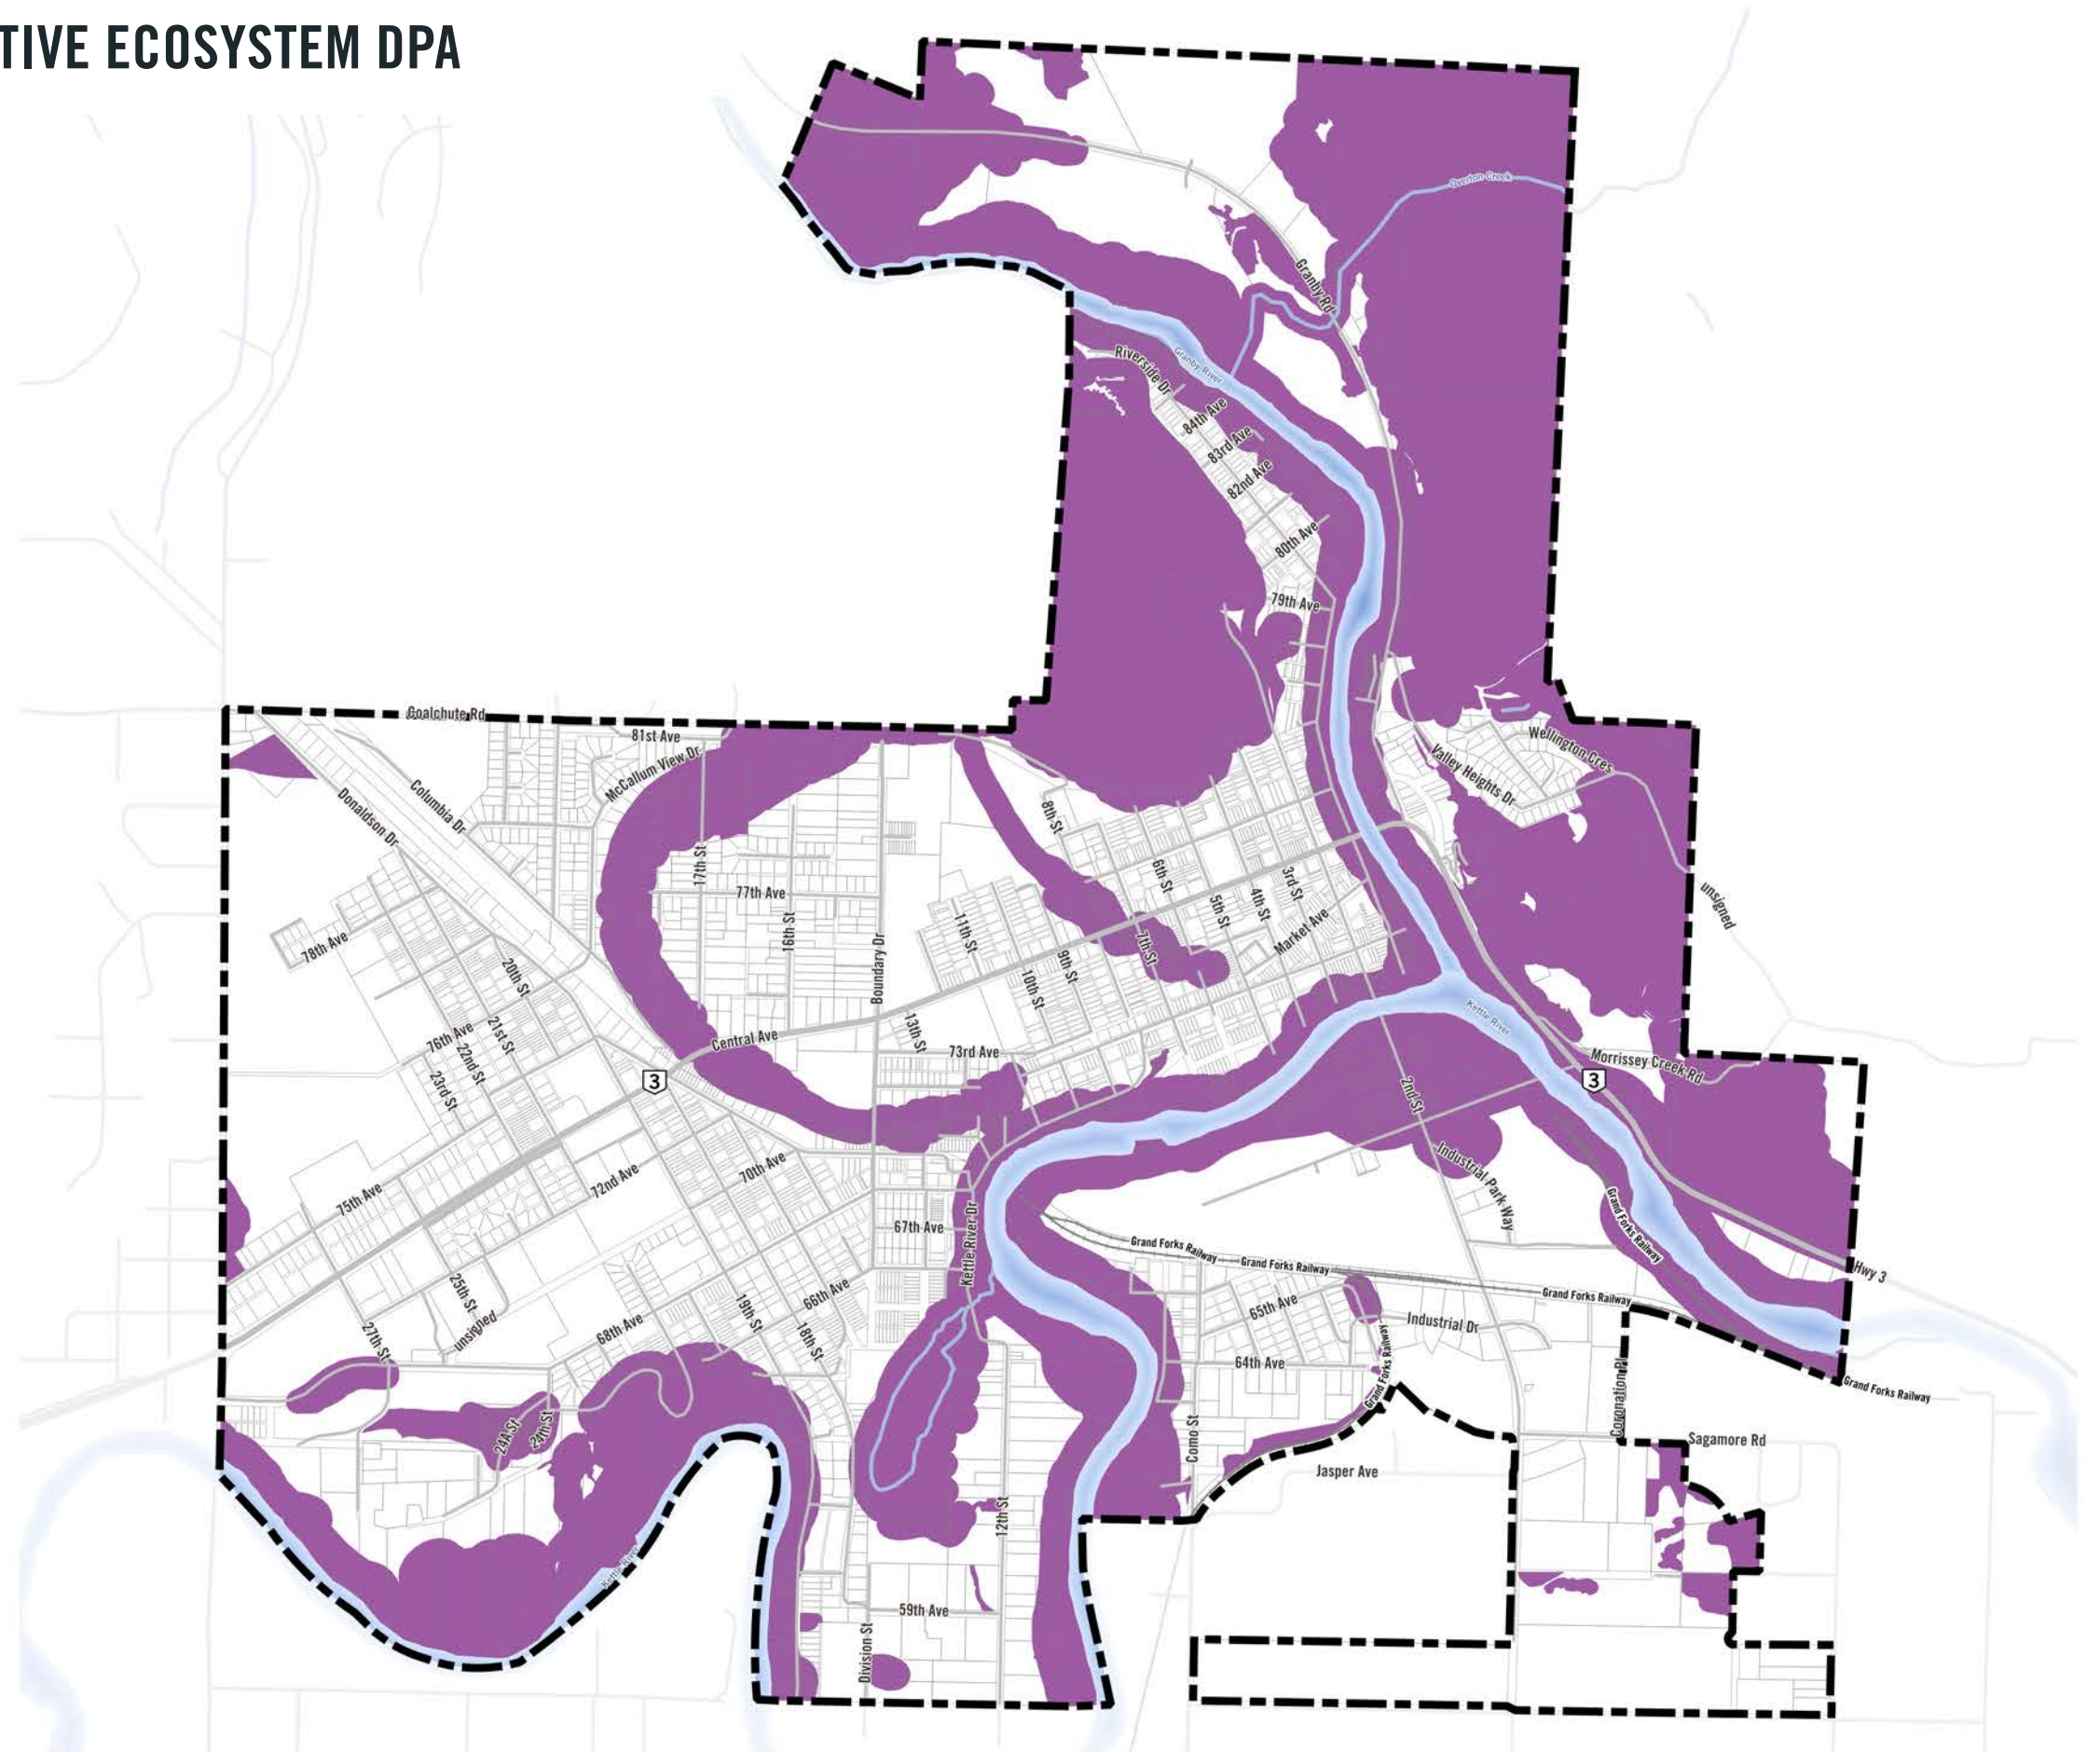 TIVE ECOSYSTEM DPA
Overton Creek
Granby Rd
Riverside Dr
Granby River
84th Ave
83rd Ave
82nd Ave
80th Ave
79th Ave
Coalchute Rd
81st Ave
McCallum View Dr
Wellington Cres
Valley Heights Dr
Donaldson Dr
Columbia Dr
8th St
17th St
77th Ave
16th St
6th St
5th St
4th St
3rd St
Market Ave
unsigned
78th Ave
20th St
11th St
Boundary Dr
10th St
9th St
7th St
76th Ave
21st St
22nd St
23rd St
Central Ave
13th St
73rd Ave
Kettle River
3
Morrissey Creek Rd
3
2nd St
75th Ave
72nd Ave
70th Ave
Industrial Park Way
67th Ave
Kettle River Dr
Grand Forks Railway
Grand Forks Railway
Grand Forks Railway
Grand Forks Railway
Hwy 3
25th St
unsigned
27th St
68th Ave
19th St
66th Ave
18th St
65th Ave
Industrial Dr
64th Ave
Grand Forks Railway
Grand Forks Railway
Coronation Pl
Grand Forks Railway
24A St
24th St
Como St
Sagamore Rd
Jasper Ave
12th St
Kettle River
59th Ave
Division St